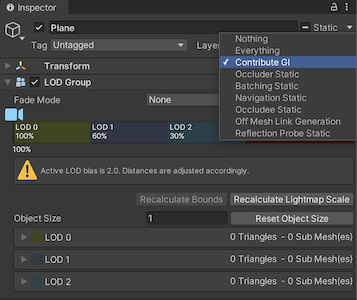 Inspector
Plane
Static
Tag Untagged Laye
Nothing
Everything
Contribute GI
Occluder Static
Batching Static
Navigation Static
Occludee Static
Off Mesh Link Generation
Reflection Probe Static
Transform
LOD Group
Fade Mode None
LOD 0 LOD 1 LOD 2
100% 60% 30%
100%
Active LOD bias is 2.0. Distances are adjusted accordingly.
Recalculate Bounds Recalculate Lightmap Scale
Object Size 1 Reset Object Size
LOD 0 0 Triangles - 0 Sub Mesh(es)
LOD 1 0 Triangles - 0 Sub Mesh(es)
LOD 2 0 Triangles - 0 Sub Mesh(es)